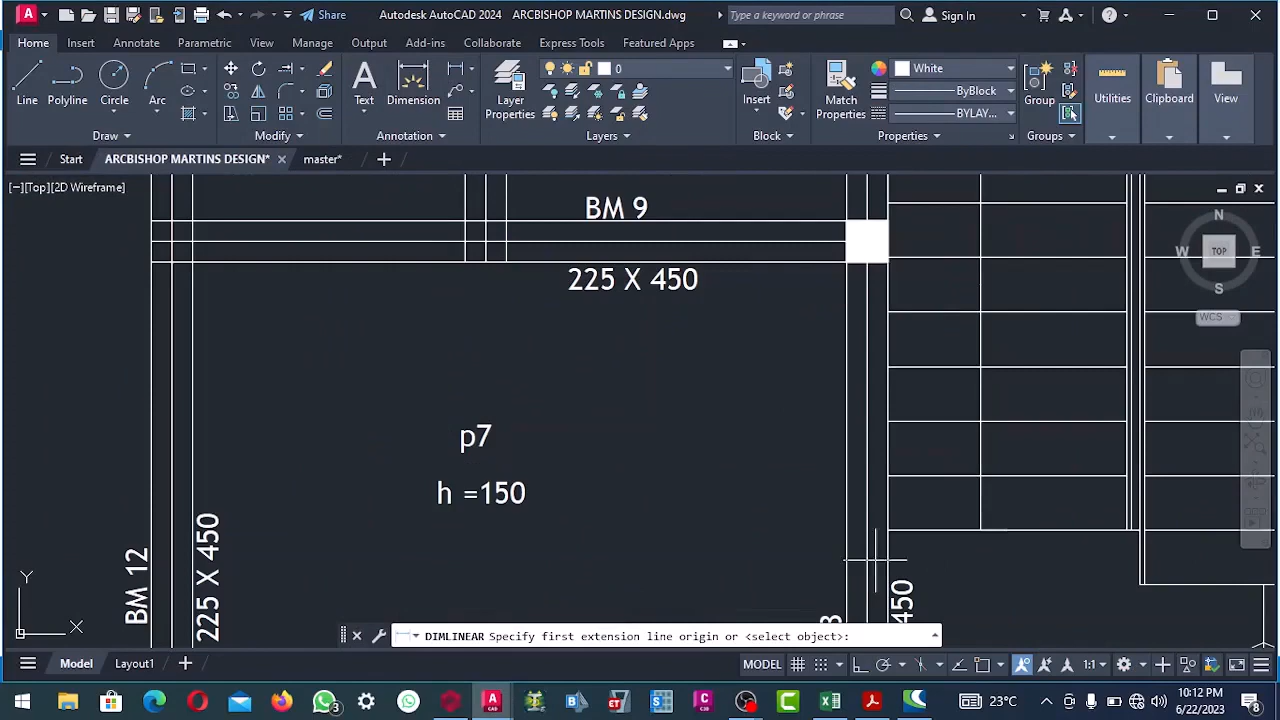 Share
Autodesk AutoCAD 2024
ARCBISHOP MARTINS DESIGN.dwg
Type a keyword or phrase
Sign In
Home
Insert
Annotate
Parametric
View
Manage
Output
Add-ins
Collaborate
Express Tools
Featured Apps
0
White
ByBlock
BYLAY...
Line
Polyline
Circle
Arc
Text
Dimension
Layer
Properties
Insert
Match
Properties
Group
Utilities
Clipboard
View
Draw
Modify
Annotation
Layers
Block
Properties
Groups
Start
ARCBISHOP MARTINS DESIGN*
master*
[−][Top][2D Wireframe]
BM 9
225 X 450
p7
h =150
BM 12
225 X 450
450
N
W
TOP
E
S
WCS
Y
X
DIMLINEAR Specify first extension line origin or <select object>:
Model
Layout1
MODEL
1:1
23°C
10:12 PM
6/22/2023